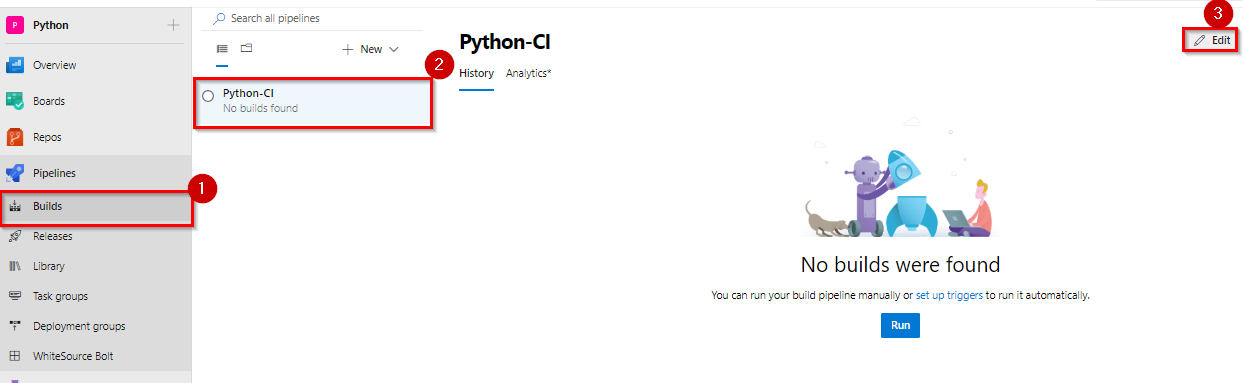 P Python
Overview
Boards
Repos
Pipelines
1
Builds
Releases
Library
Task groups
Deployment groups
WhiteSource Bolt
Search all pipelines
New
2
Python-CI
No builds found
Python-CI
3
Edit
History Analytics*
No builds were found
You can run your build pipeline manually or set up triggers to run it automatically.
Run